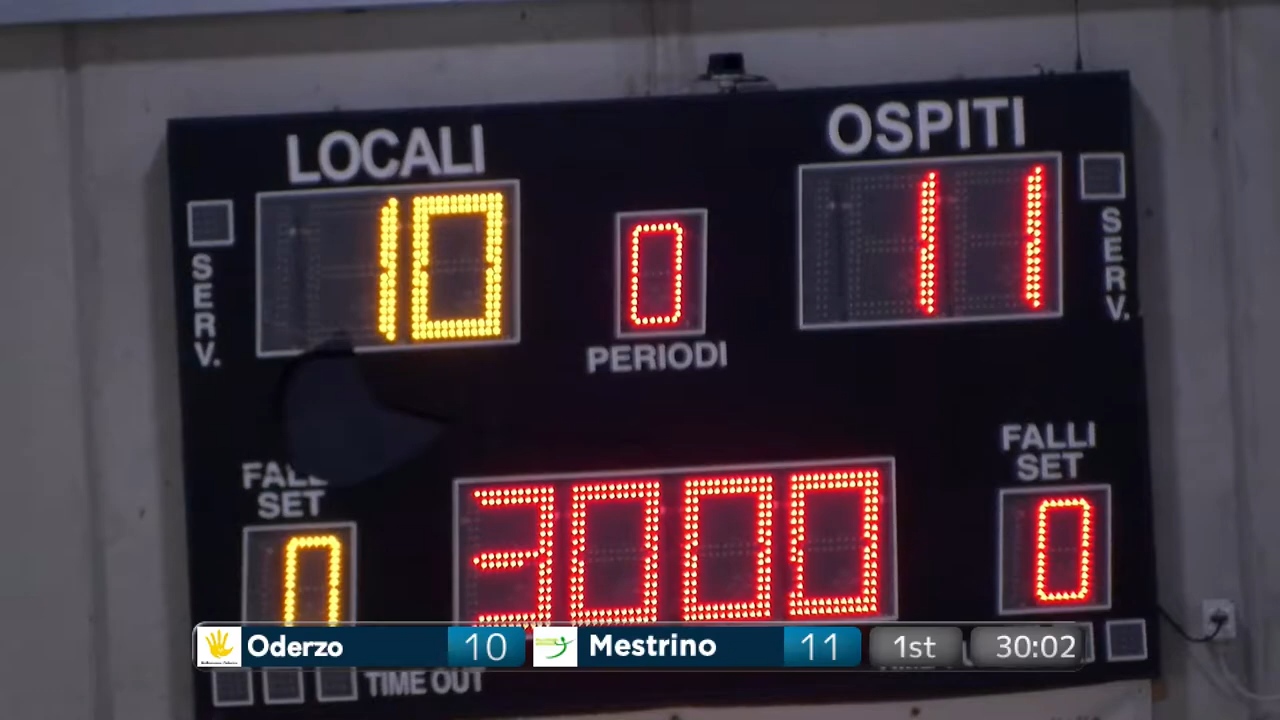 LOCALI
OSPITI
10
0
11
SERV.
SERV.
PERIODI
FALLI
SET
FALL
SET
3000
0
0
Oderzo 10 Mestrino 11 1st 30:02
TIME OUT